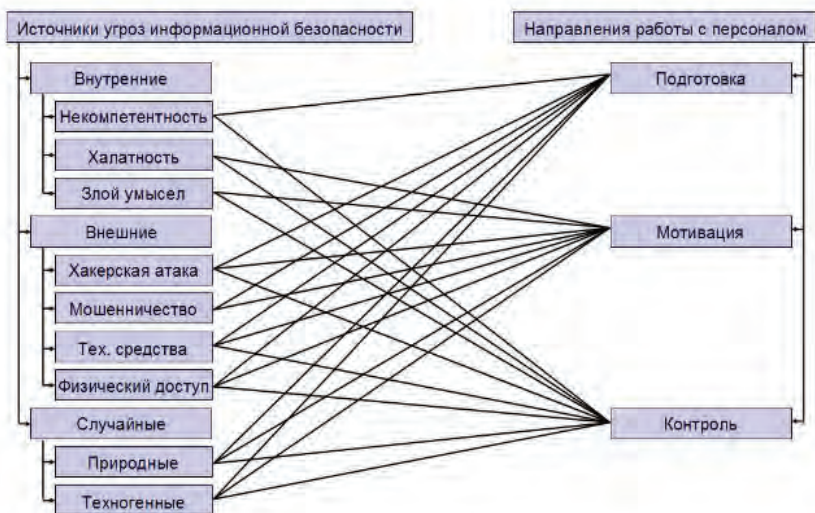 Источники угроз информационной безопасности
Направления работы с персоналом
Внутренние
Подготовка
Некомпетентность
Халатность
Злой умысел
Внешние
Мотивация
Хакерская атака
Мошенничество
Тех. средства
Физический доступ
Случайные
Контроль
Природные
Техногенные